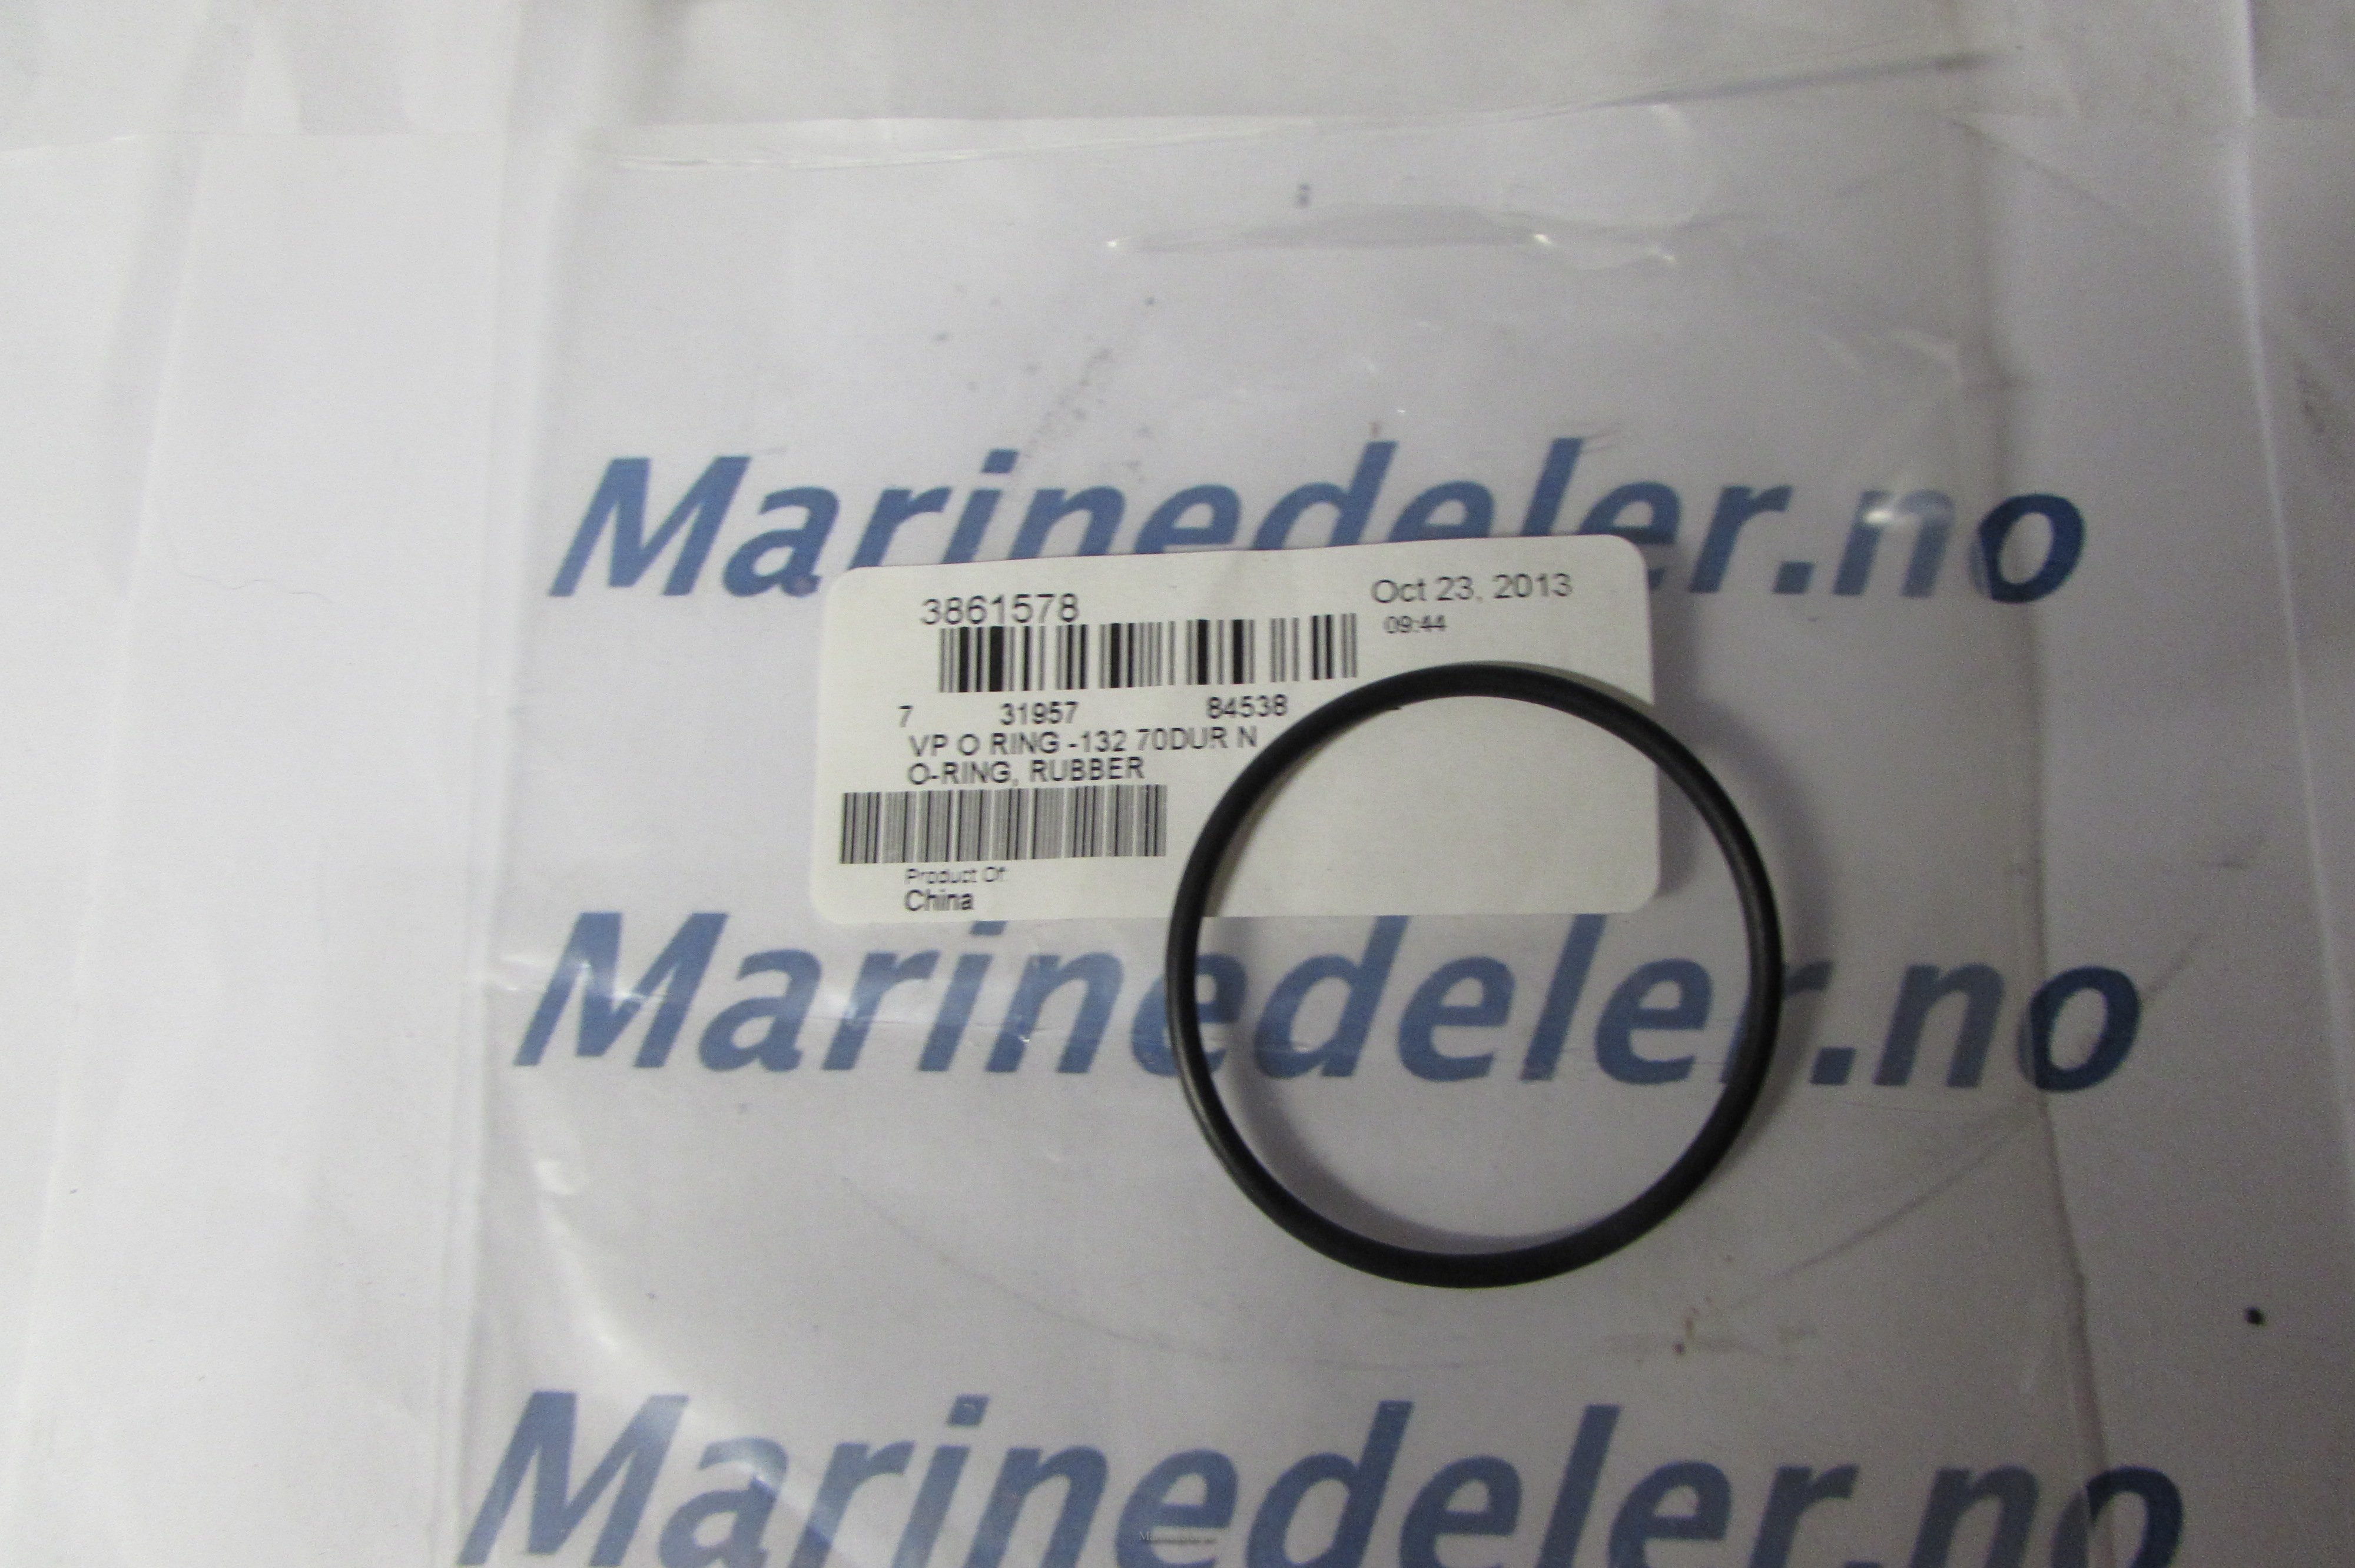 Marinedeler.no
3861578
Oct 23, 2013
09:44
7 31957 84538
VP O RING -132 70DUR N
O-RING, RUBBER
Product Of
China
Marinedeler.no
Marinedeler.no